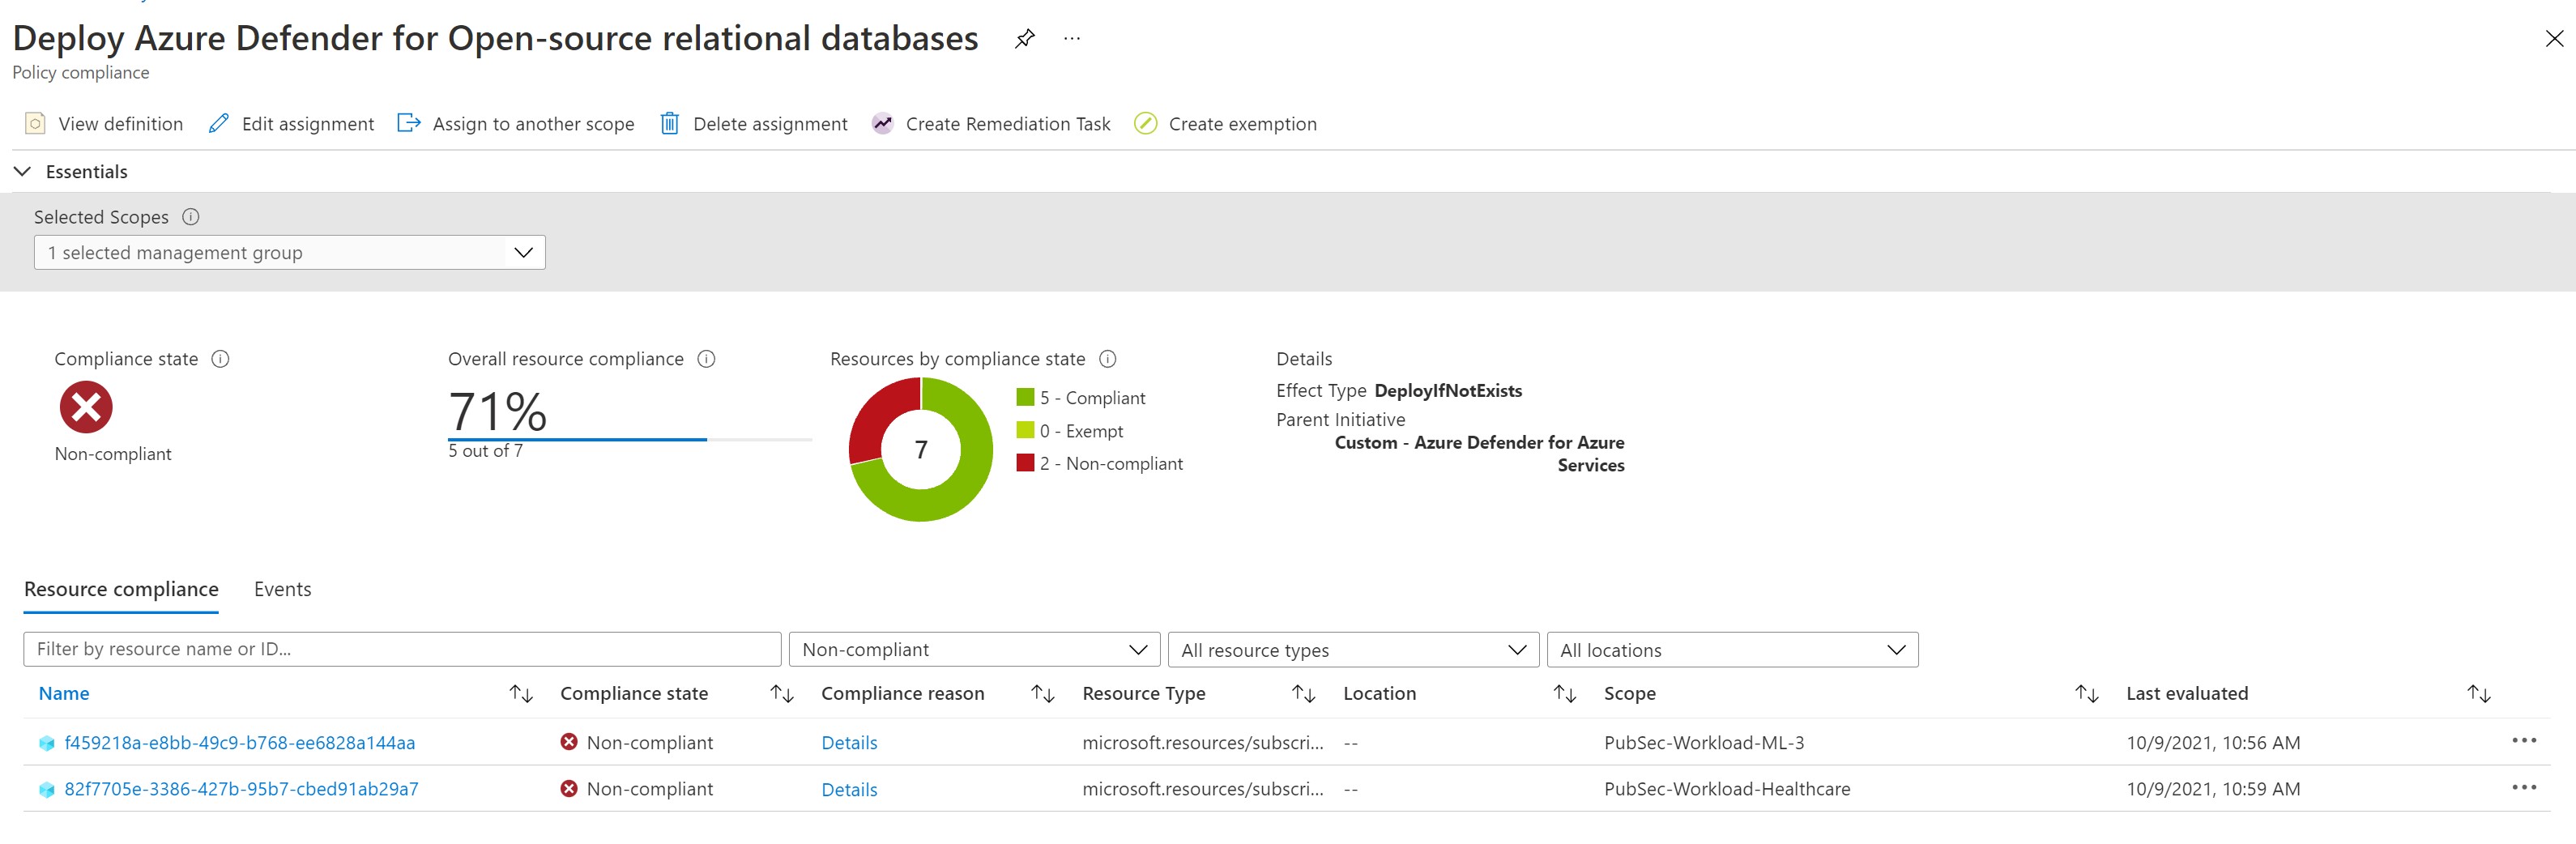 Deploy Azure Defender for Open-source relational databases ...
Policy compliance
View definition Edit assignment Assign to another scope Delete assignment Create Remediation Task Create exemption
Essentials
Selected Scopes
1 selected management group
Compliance state Overall resource compliance Resources by compliance state Details
71% 5 - Compliant Effect Type DeployIfNotExists
Non-compliant 5 out of 7 7 0 - Exempt Parent Initiative
2 - Non-compliant Custom - Azure Defender for Azure
Services
Resource compliance Events
Filter by resource name or ID... Non-compliant All resource types All locations
Name Compliance state Compliance reason Resource Type Location Scope Last evaluated
f459218a-e8bb-49c9-b768-ee6828a144aa Non-compliant Details microsoft.resources/subscri... -- PubSec-Workload-ML-3 10/9/2021, 10:56 AM ...
82f7705e-3386-427b-95b7-cbed91ab29a7 Non-compliant Details microsoft.resources/subscri... -- PubSec-Workload-Healthcare 10/9/2021, 10:59 AM ...